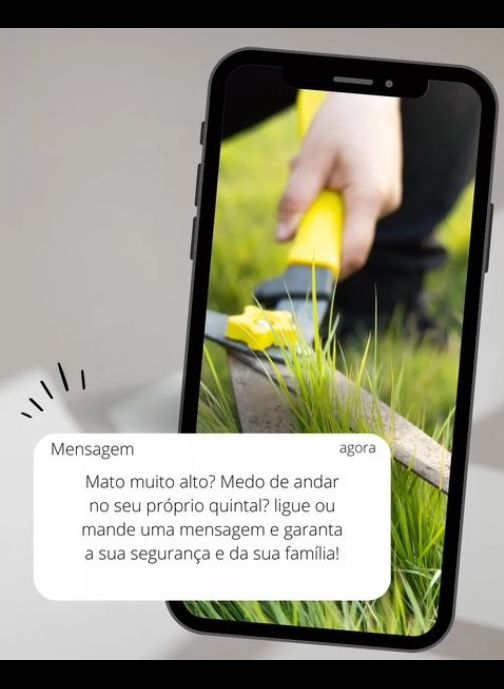 Mensagem
agora
Mato muito alto? Medo de andar
no seu próprio quintal? ligue ou
mande uma mensagem e garanta
a sua segurança e da sua família!